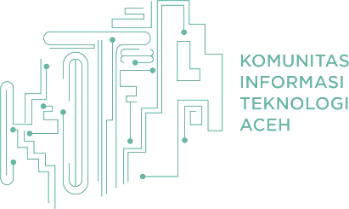 KOMUNITAS
INFORMASI
TEKNOLOGI
ACEH